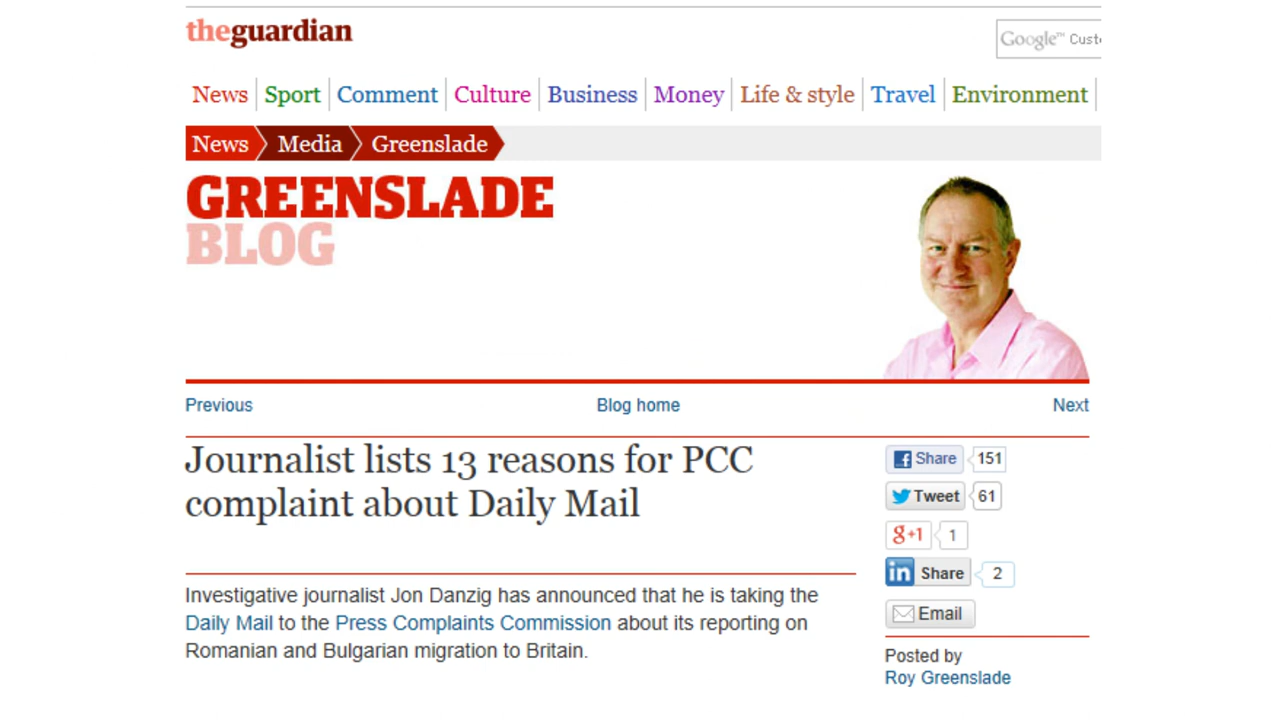 theguardian
Google™ Cust
News Sport Comment Culture Business Money Life & style Travel Environment
News Media Greenslade
GREENSLADE
BLOG
Previous Blog home Next
Journalist lists 13 reasons for PCC
complaint about Daily Mail
Share 151
Tweet 61
g+1 1
in Share 2
Email
Investigative journalist Jon Danzig has announced that he is taking the
Daily Mail to the Press Complaints Commission about its reporting on
Romanian and Bulgarian migration to Britain.
Posted by
Roy Greenslade